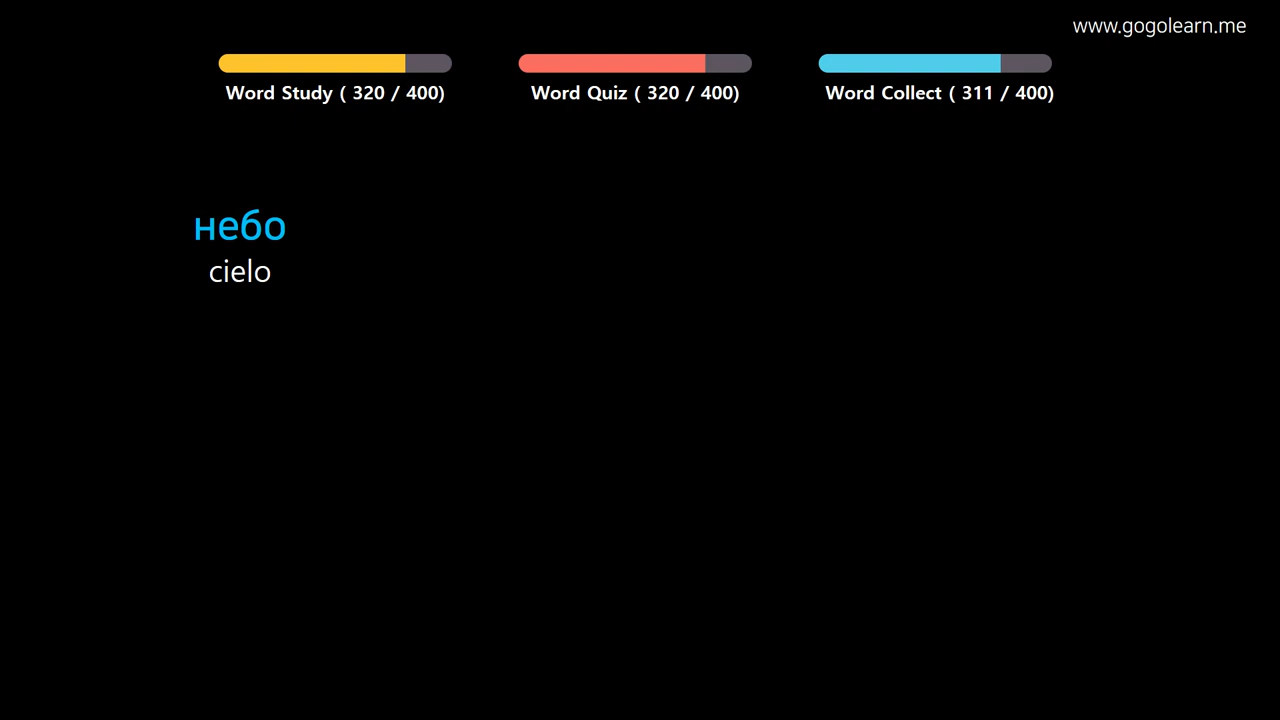 www.gogolearn.me
Word Study ( 320 / 400)
Word Quiz ( 320 / 400)
Word Collect ( 311 / 400)
небо
cielo